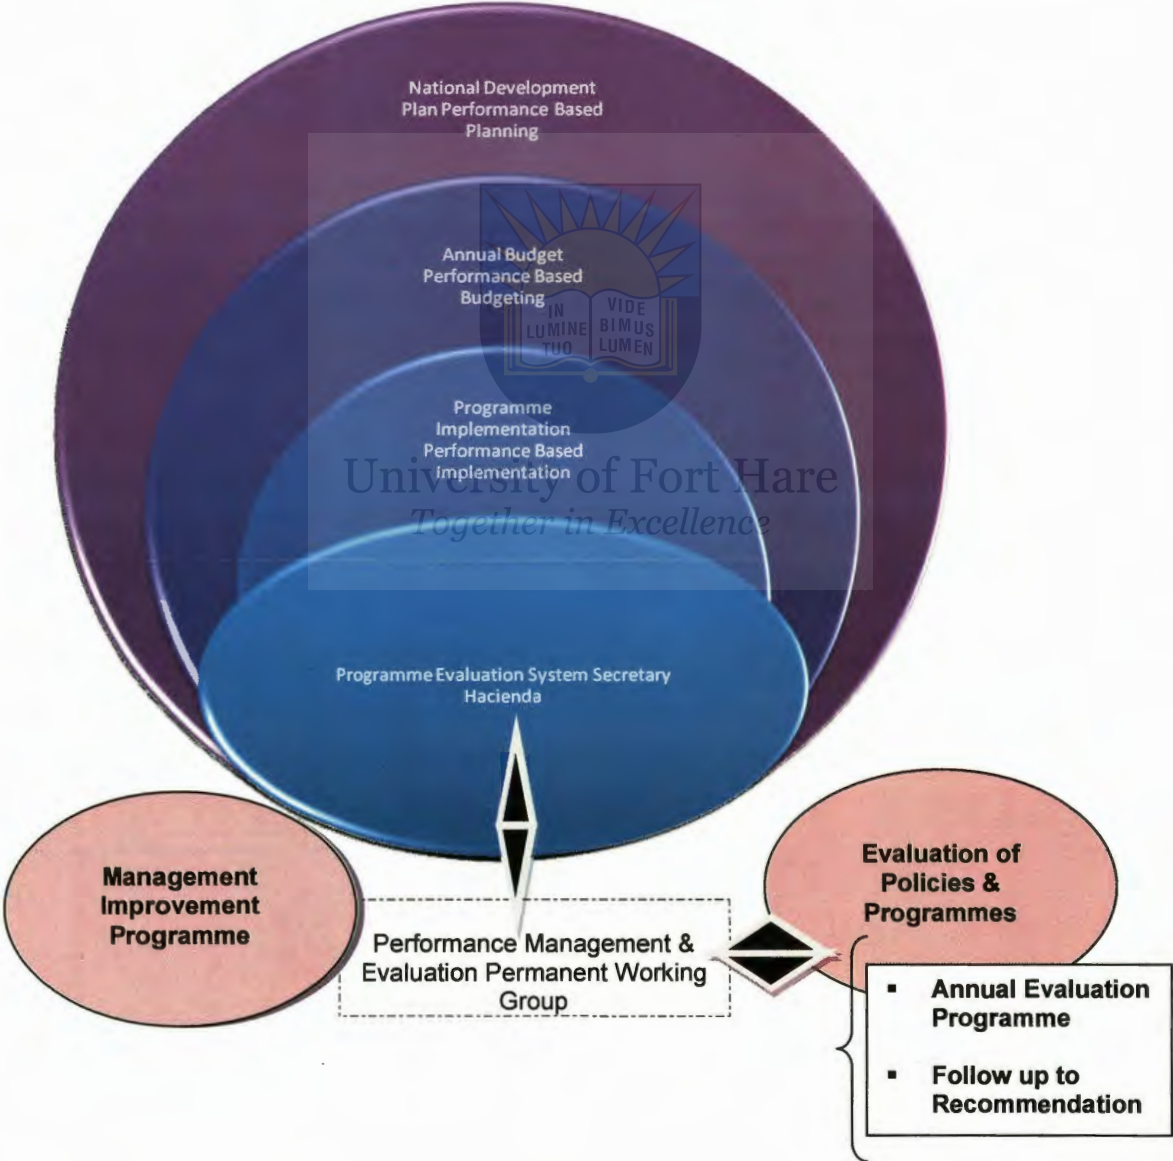 National Development
Plan Performance Based
Planning
Annual Budget
Performance Based
Budgeting
IN
LUMINE
TUO
VIDE
BIMUS
LUMEN
Programme
Implementation
Performance Based
Implementation
University of Fort Hare
Together in Excellence
Programme Evaluation System Secretary
Hacienda
Management
Improvement
Programme
Evaluation of
Policies &
Programmes
Performance Management &
Evaluation Permanent Working
Group
▪ Annual Evaluation
Programme
▪ Follow up to
Recommendation